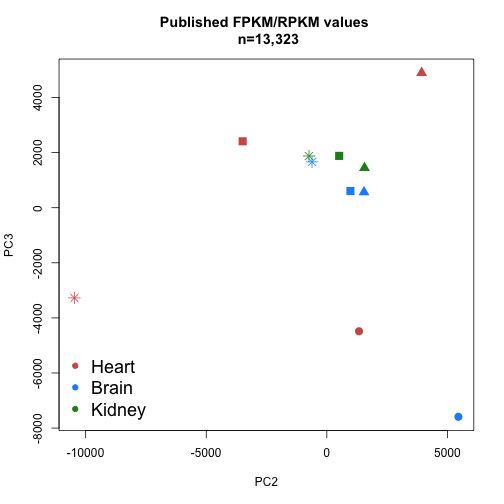 Published FPKM/RPKM values
n=13,323
4000
2000
0
-2000
-4000
-6000
-8000
PC3
Heart
Brain
Kidney
-10000 -5000 0 5000
PC2